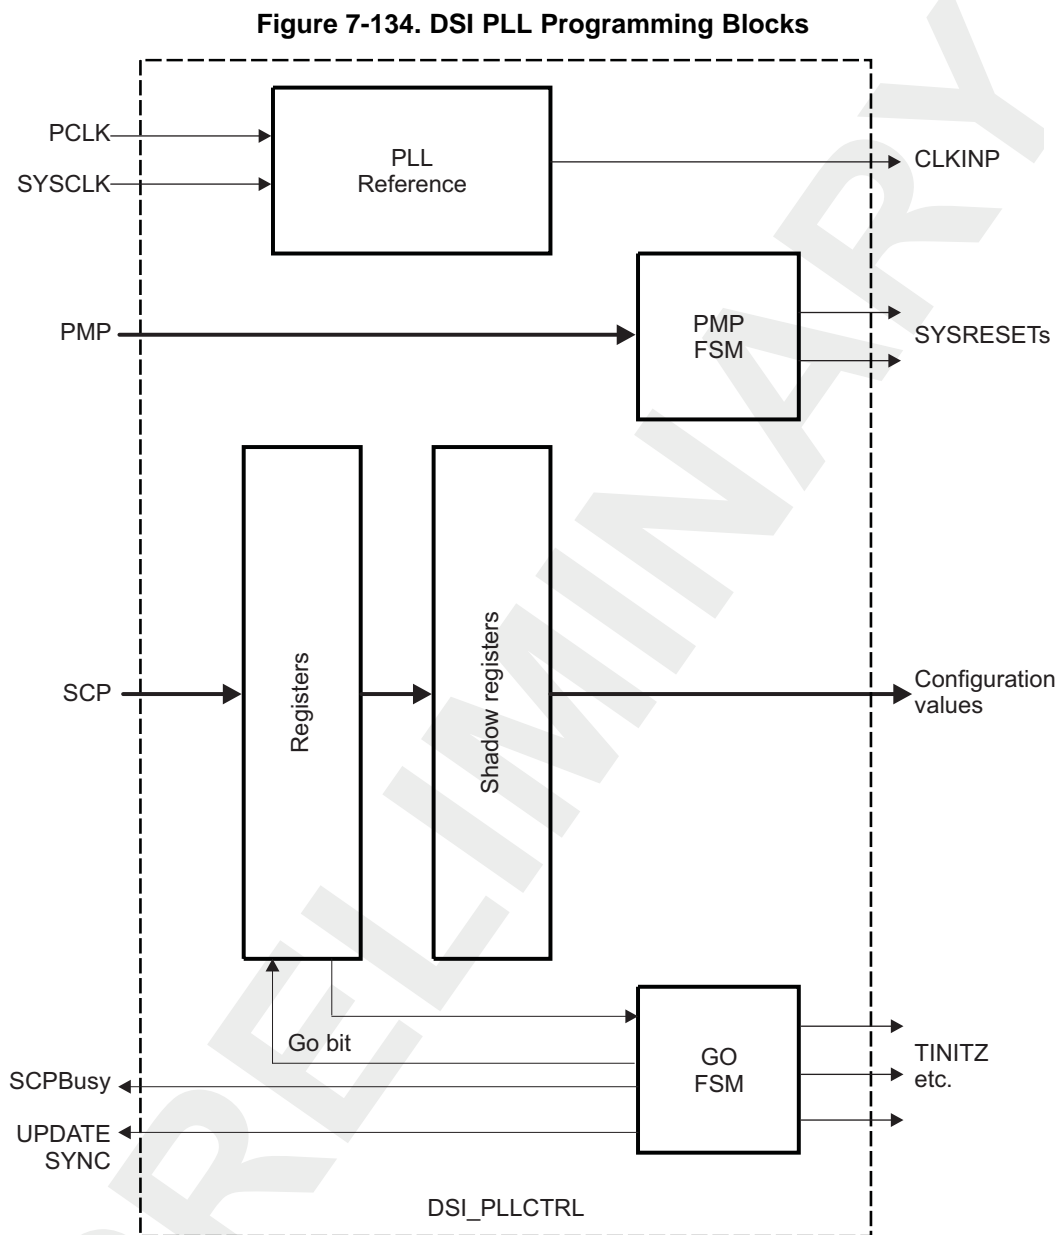 Figure 7-134. DSI PLL Programming Blocks
PCLK
SYSCLK
PLL
Reference
CLKINP
PMP
PMP
FSM
SYSRESETs
SCP
Registers
Shadow registers
Configuration
values
Go bit
GO
FSM
TINITZ
etc.
SCPBusy
UPDATE
SYNC
DSI_PLLCTRL
PRELIMINARY